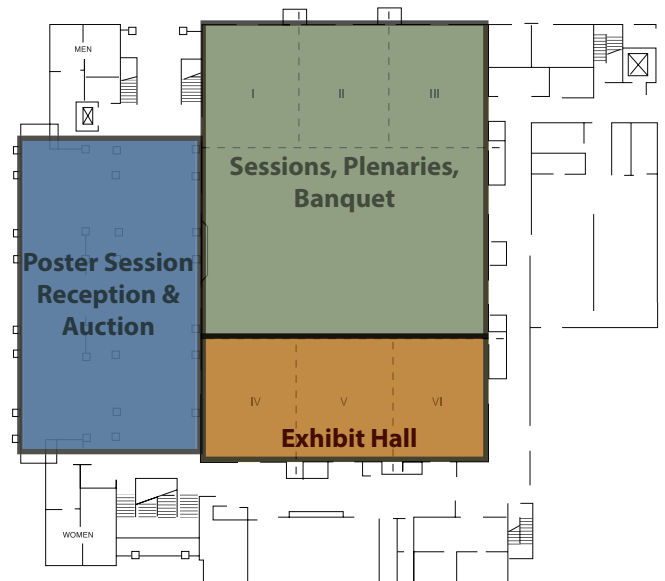 MEN
I
II
III
Sessions, Plenaries,
Banquet
Poster Session
Reception &
Auction
IV
V
VI
Exhibit Hall
WOMEN